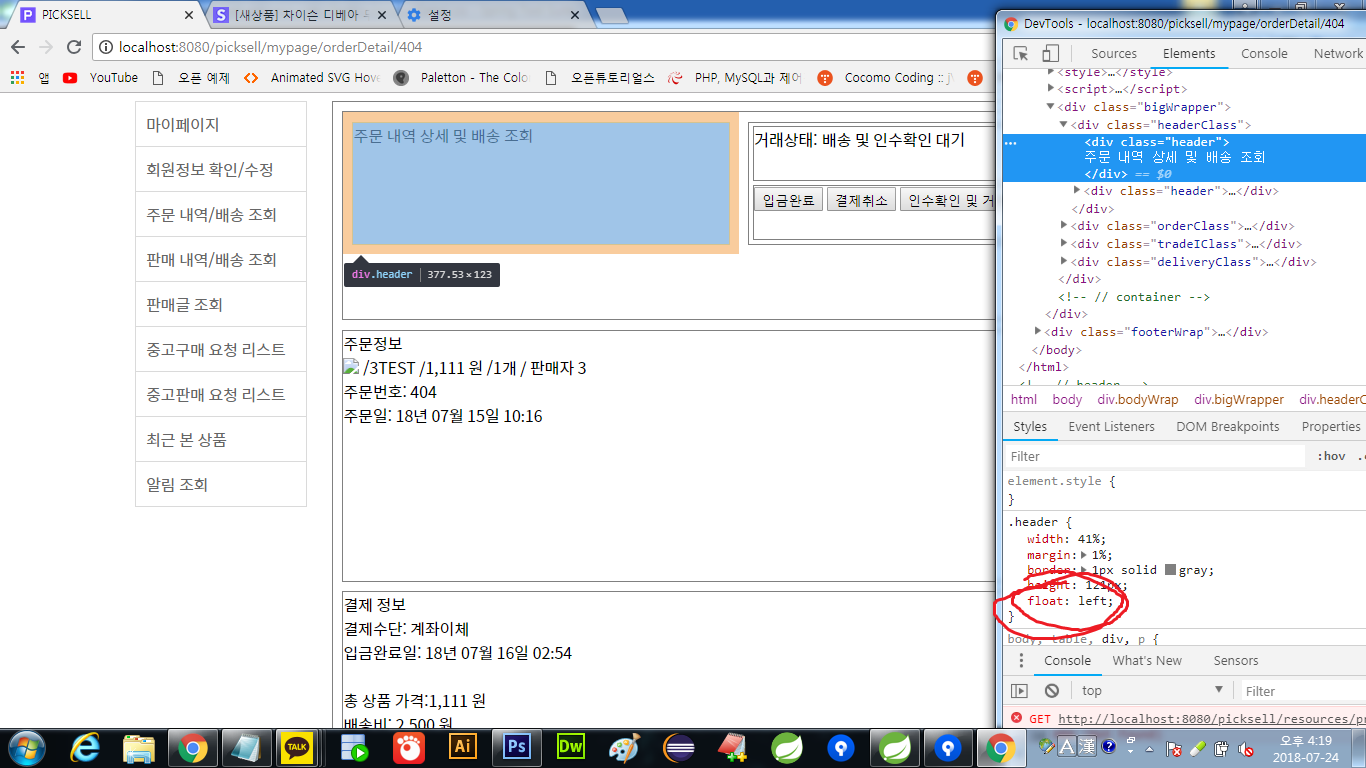 PICKSELL
[새상품] 차이슨 디베아 무
설정
DevTools - localhost:8080/picksell/mypage/orderDetail/404
localhost:8080/picksell/mypage/orderDetail/404
앱
YouTube
오픈 예제
Animated SVG Hove
Paletton - The Colo
오픈튜토리얼스
PHP, MySQL과 제어
Cocomo Coding :: j
마이페이지
회원정보 확인/수정
주문 내역/배송 조회
판매 내역/배송 조회
판매글 조회
중고구매 요청 리스트
중고판매 요청 리스트
최근 본 상품
알림 조회
주문 내역 상세 및 배송 조회
거래상태: 배송 및 인수확인 대기
입금완료
결제취소
인수확인 및 거
div.header
377.53 × 123
주문정보
/3TEST /1,111 원 /1개 / 판매자 3
주문번호: 404
주문일: 18년 07월 15일 10:16
결제 정보
결제수단: 계좌이체
입금완료일: 18년 07월 16일 02:54
총 상품 가격:1,111 원
배송비: 2,500 원
Sources
Elements
Console
Network
<style>…</style>
<script>…</script>
<div class="bigWrapper">
<div class="headerClass">
<div class="header">
주문 내역 상세 및 배송 조회
</div> == $0
<div class="header">…</div>
</div>
<div class="orderClass">…</div>
<div class="tradeIClass">…</div>
<div class="deliveryClass">…</div>
</div>
<!-- // container -->
</div>
<div class="footerWrap">…</div>
</body>
</html>
<!-- // header -->
html
body
div.bodyWrap
div.bigWrapper
div.headerC
Styles
Event Listeners
DOM Breakpoints
Properties
Filter
:hov
element.style {
}
.header {
width: 41%;
margin: 1%;
border: 1px solid gray;
height: 121px;
float: left;
}
body, table, div, p {
Console
What's New
Sensors
top
Filter
GET http://localhost:8080/picksell/resources/pr
TALK
Ai
Ps
Dw
A
漢
오후 4:19
2018-07-24